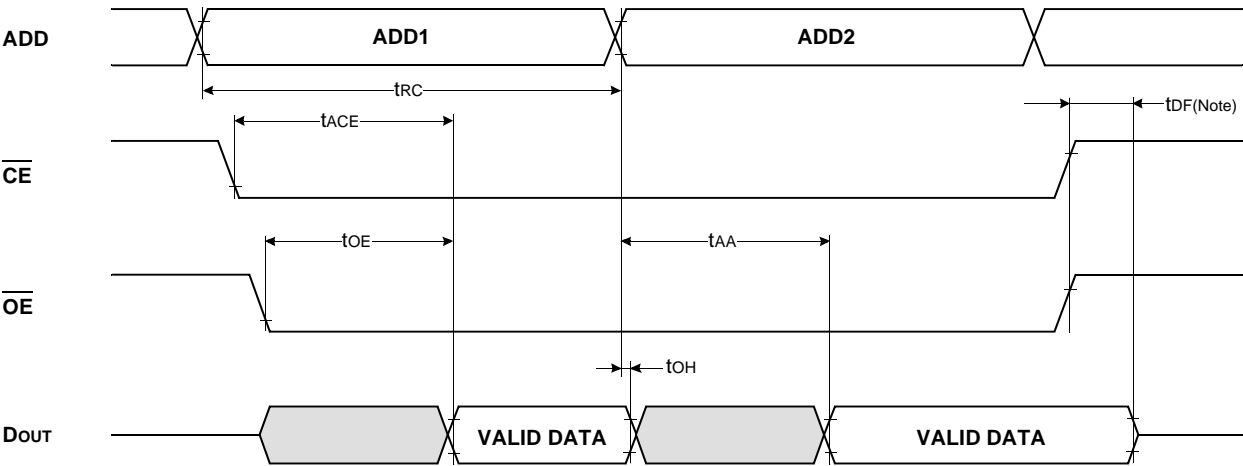 ADD
ADD1
ADD2
tRC
tDF(Note)
tACE
CE
tOE
tAA
OE
tOH
DOUT
VALID DATA
VALID DATA